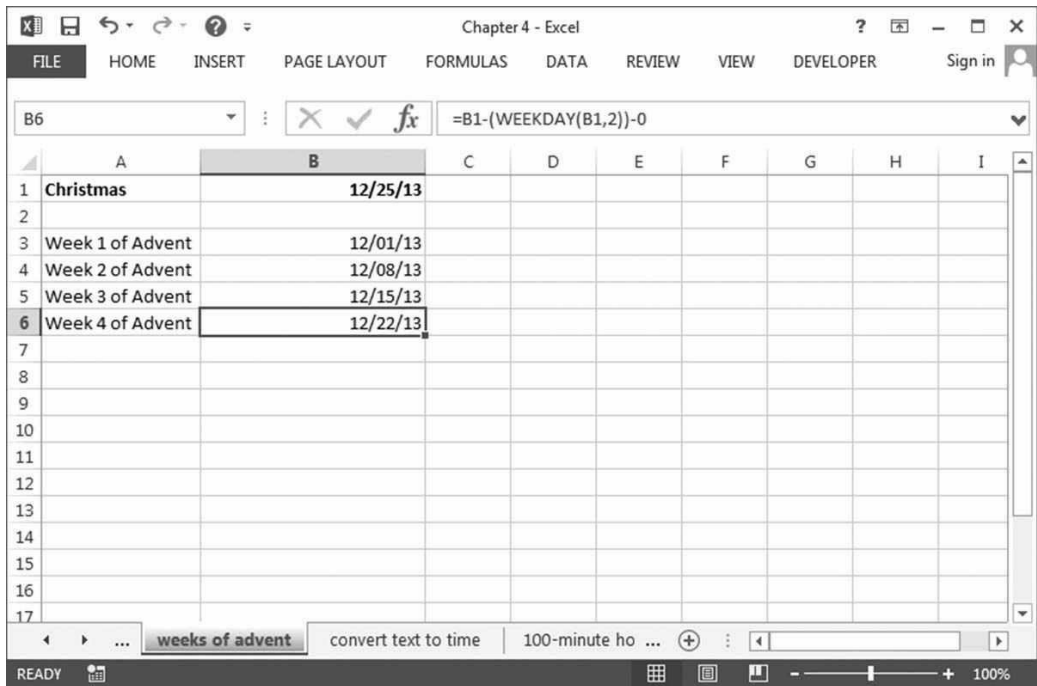 Chapter 4 - Excel
FILE HOME INSERT PAGE LAYOUT FORMULAS DATA REVIEW VIEW DEVELOPER Sign in
B6 fx =B1-(WEEKDAY(B1,2))-0
A B C D E F G H I
1 Christmas 12/25/13
2
3 Week 1 of Advent 12/01/13
4 Week 2 of Advent 12/08/13
5 Week 3 of Advent 12/15/13
6 Week 4 of Advent 12/22/13
7
8
9
10
11
12
13
14
15
16
17
... weeks of advent convert text to time 100-minute ho ...
READY 100%